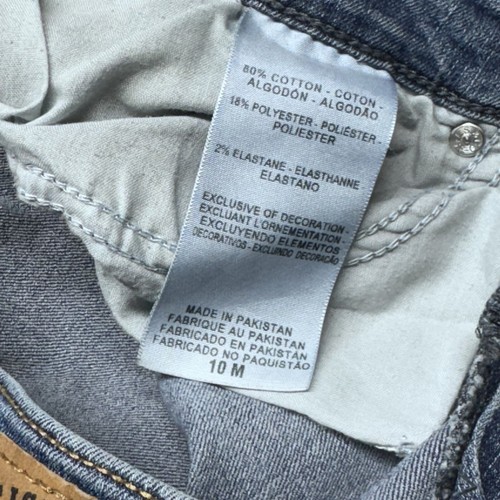 80% COTTON - COTON -
ALGODÓN - ALGODÃO
18% POLYESTER - POLIÉSTER -
POLIESTER
2% ELASTANE - ELASTHANNE
ELASTANO
EXCLUSIVE OF DECORATION -
EXCLUANT L'ORNEMENTATION -
EXCLUYENDO ELEMENTOS
DECORATIVOS - EXCLUINDO DECORAÇÃO
MADE IN PAKISTAN
FABRIQUE AU PAKISTAN
FABRICADO EN PAKISTÁN
FABRICADO NO PAQUISTÃO
10 M